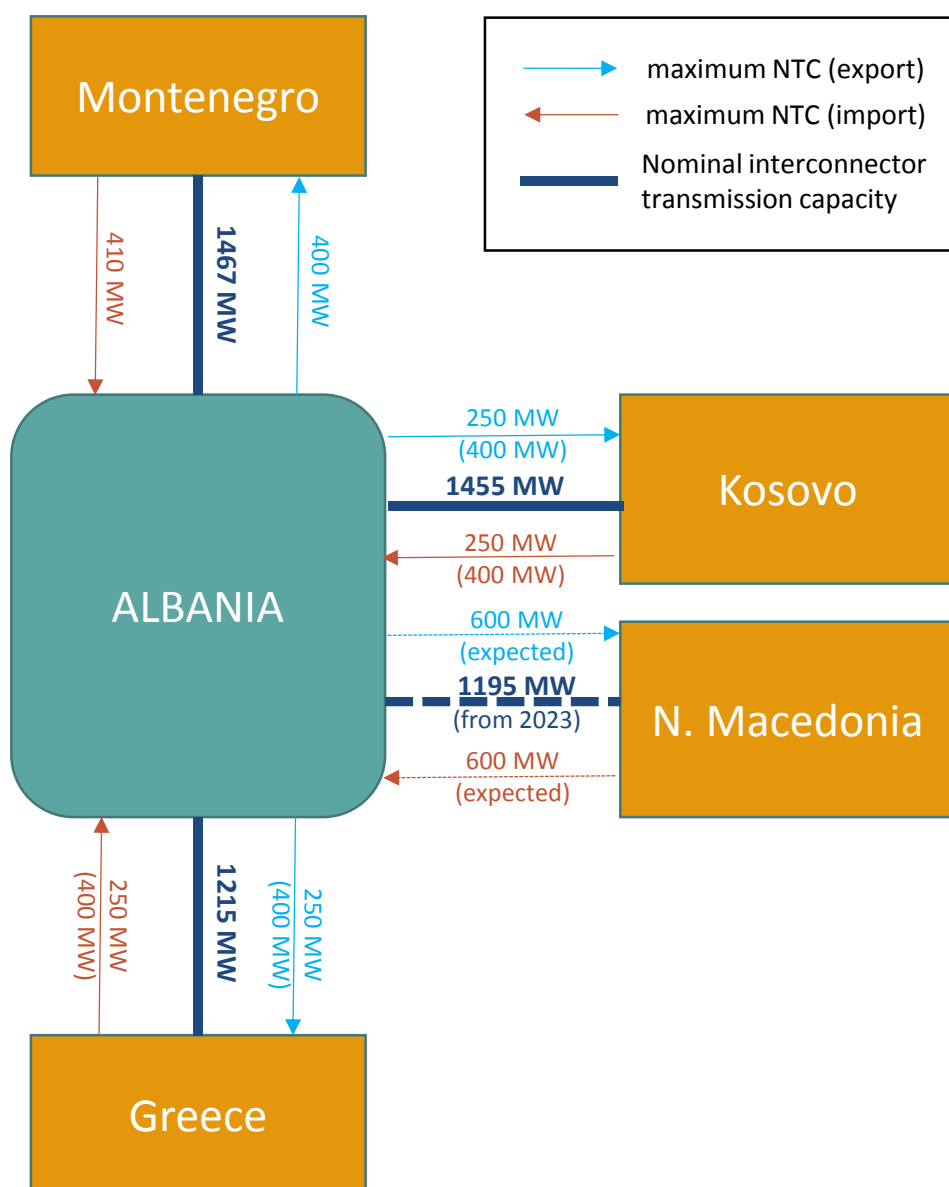 Montenegro
maximum NTC (export)
maximum NTC (import)
Nominal interconnector
transmission capacity
410 MW
1467 MW
400 MW
250 MW
(400 MW)
1455 MW
250 MW
(400 MW)
Kosovo
ALBANIA
600 MW
(expected)
1195 MW
(from 2023)
600 MW
(expected)
N. Macedonia
250 MW
(400 MW)
1215 MW
250 MW
(400 MW)
Greece